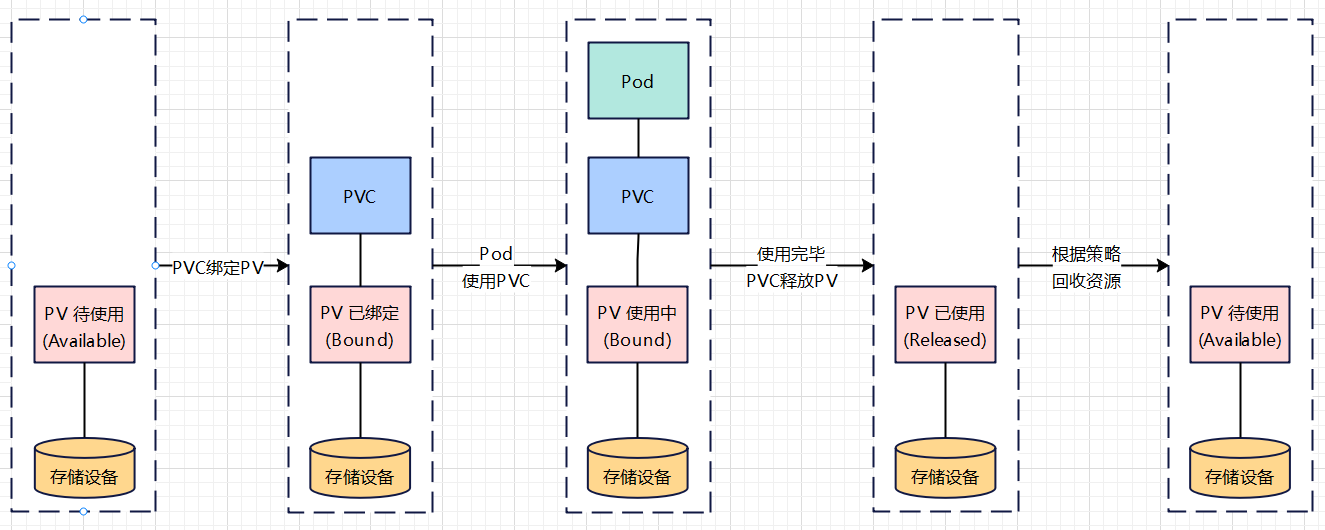 PV 待使用
(Available)
存储设备
PVC绑定PV
PVC
PV 已绑定
(Bound)
存储设备
Pod
使用PVC
Pod
PVC
PV 使用中
(Bound)
存储设备
使用完毕
PVC释放PV
PV 已使用
(Released)
存储设备
根据策略
回收资源
PV 待使用
(Available)
存储设备